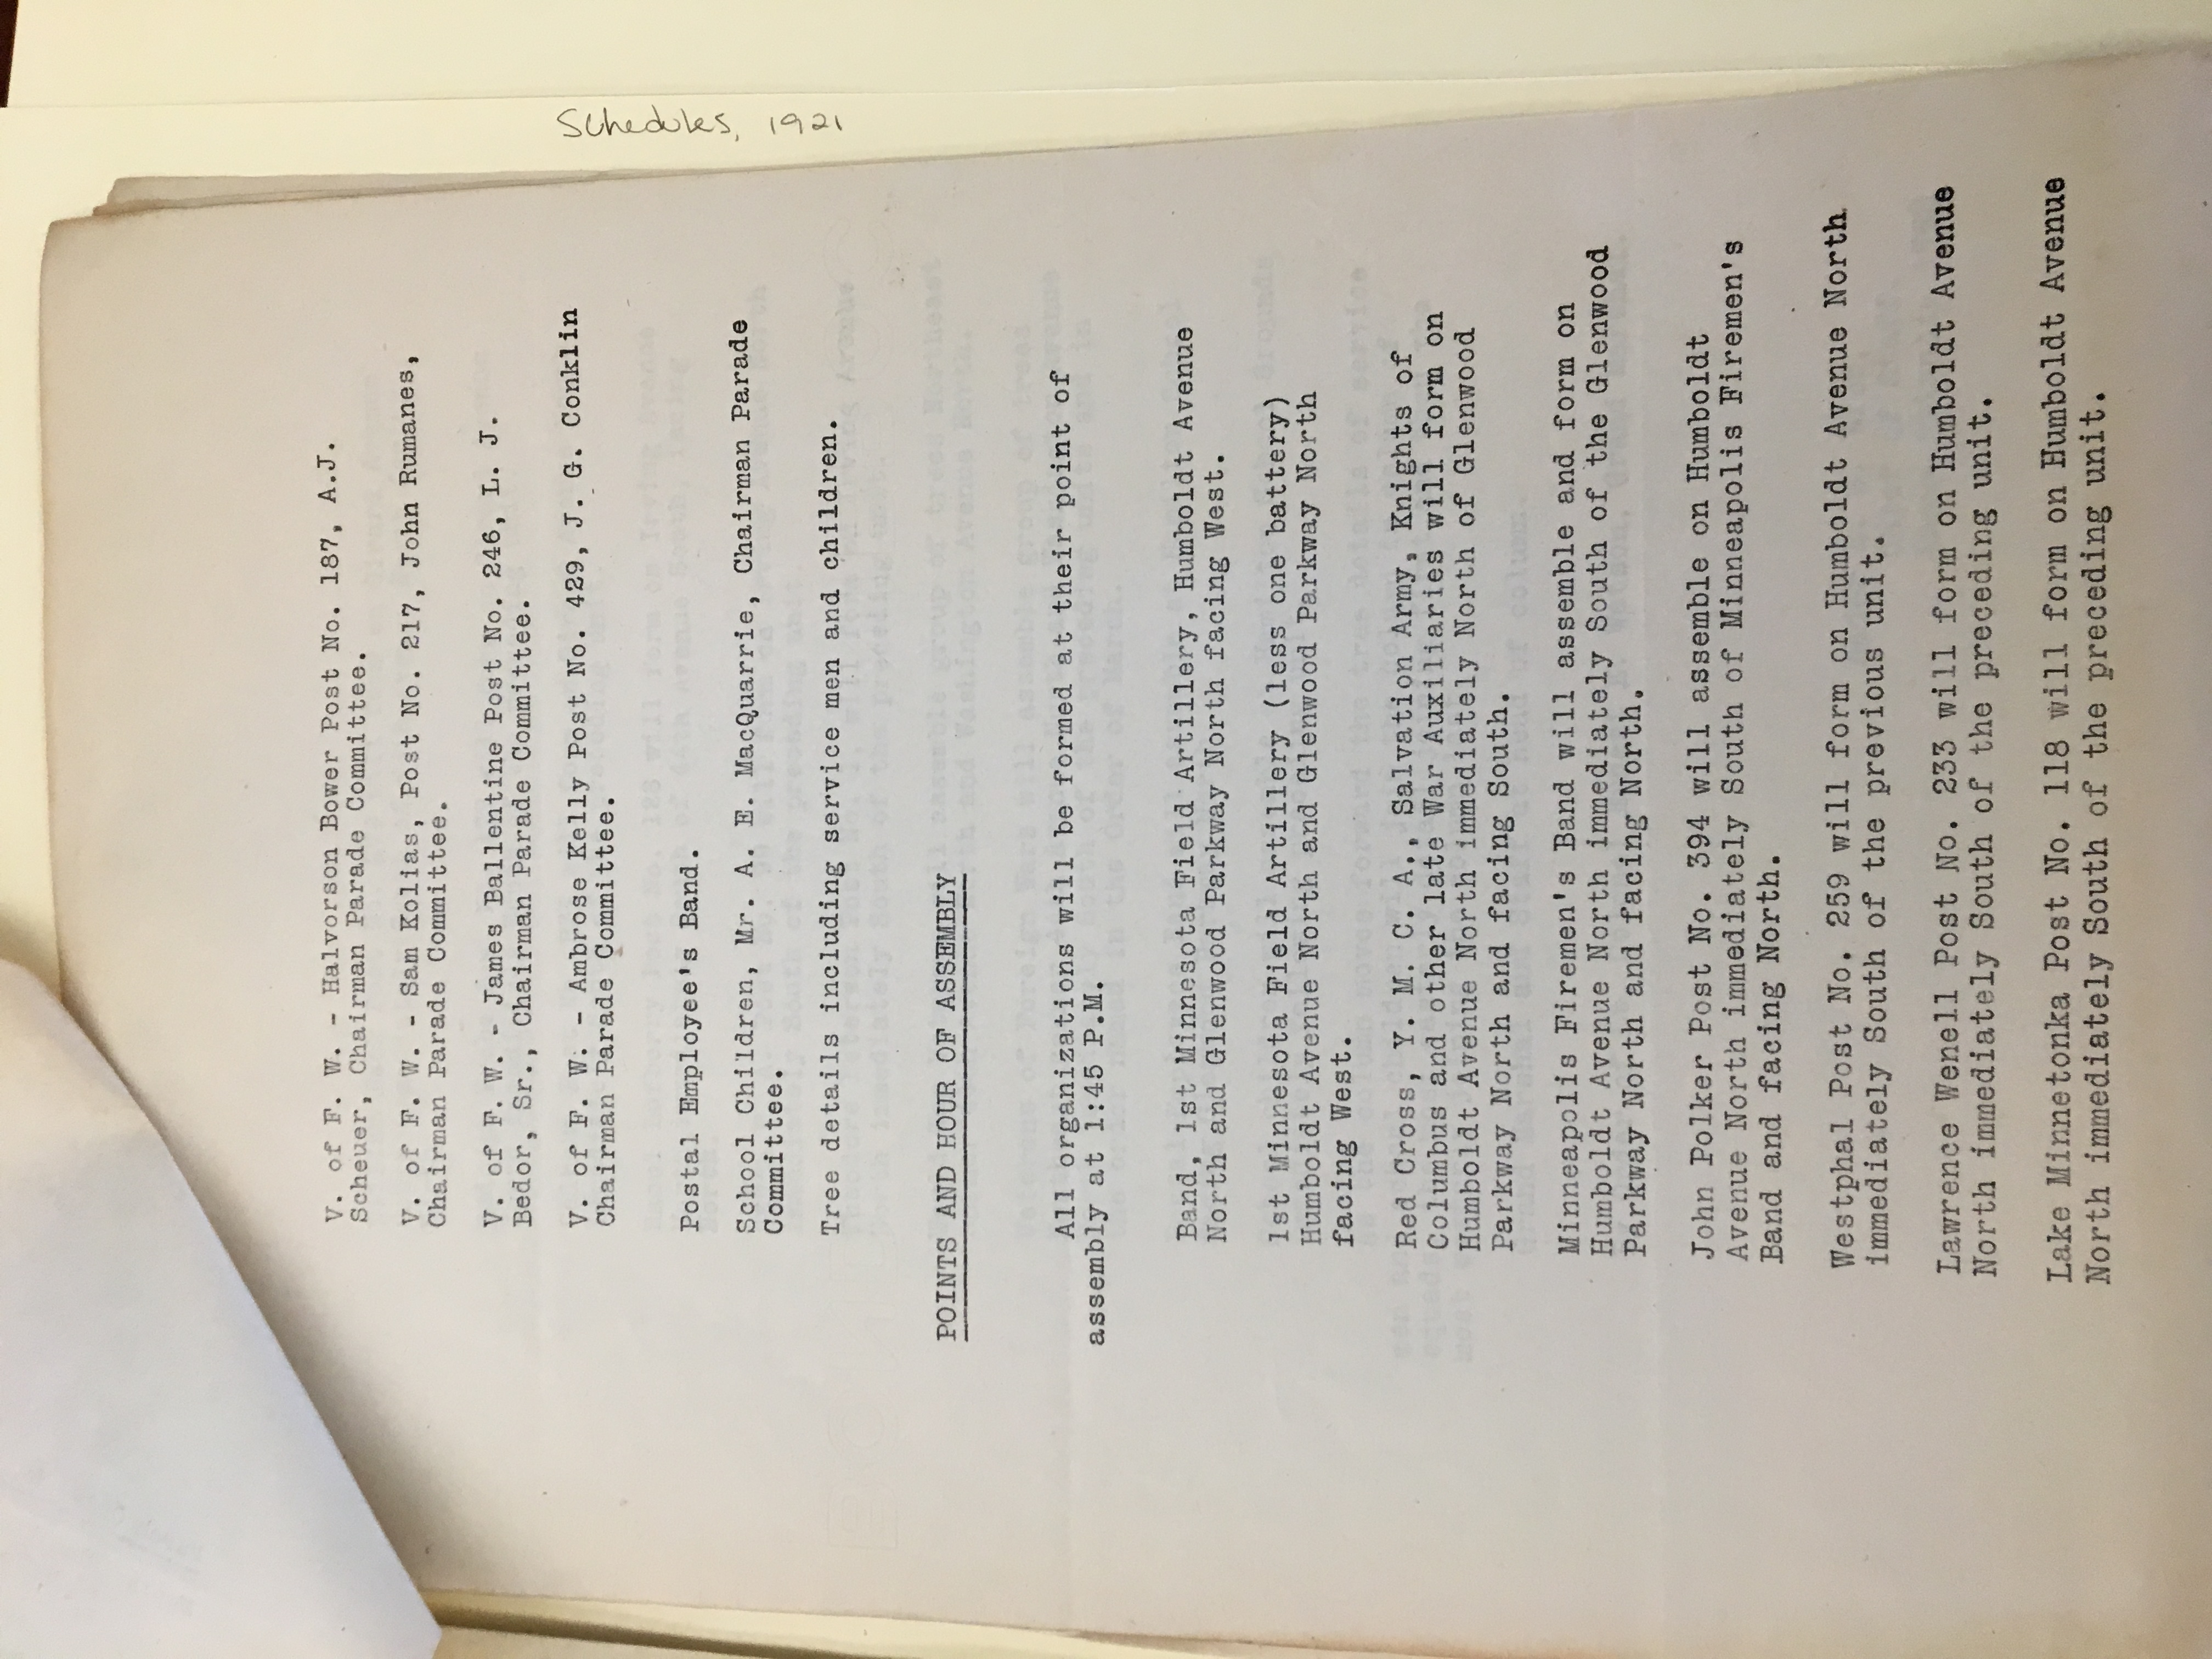 V. of F. W. - Halvorson Bower Post No. 187, A.J.
Scheuer, Chairman Parade Committee.
V. of F. W. - Sam Kolias, Post No. 217, John Rumanes,
Chairman Parade Committee.
V. of F. W. - James Ballentine Post No. 246, L. J.
Bedor, Sr., Chairman Parade Committee.
V. of F. W. - Ambrose Kelly Post No. 429, J. G. Conklin
Chairman Parade Committee.
Postal Employee's Band.
School Children, Mr. A. E. MacQuarrie, Chairman Parade
Committee.
Tree details including service men and children.
POINTS AND HOUR OF ASSEMBLY
All organizations will be formed at their point of
assembly at 1:45 P.M.
Band, 1st Minnesota Field Artillery, Humboldt Avenue
North and Glenwood Parkway North facing West.
1st Minnesota Field Artillery (less one battery)
Humboldt Avenue North and Glenwood Parkway North
facing West.
Red Cross, Y. M. C. A., Salvation Army, Knights of
Columbus and other late War Auxiliaries will form on
Humboldt Avenue North immediately North of Glenwood
Parkway North and facing South.
Minneapolis Firemen's Band will assemble and form on
Humboldt Avenue North immediately South of the Glenwood
Parkway North and facing North.
John Polker Post No. 394 will assemble on Humboldt
Avenue North immediately South of Minneapolis Firemen's
Band and facing North.
Westphal Post No. 259 will form on Humboldt Avenue North
immediately South of the previous unit.
Lawrence Wenell Post No. 233 will form on Humboldt Avenue
North immediately South of the preceding unit.
Lake Minnetonka Post No. 118 will form on Humboldt Avenue
North immediately South of the preceding unit.
Schedules, 1921